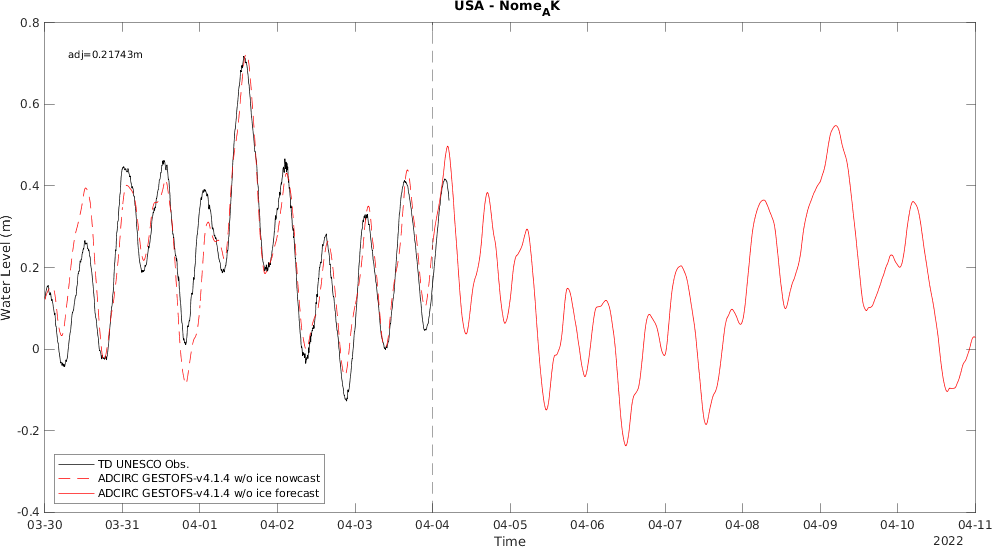 USA - Nome_AK
adj=0.21743m
0.8
0.6
0.4
0.2
0
-0.2
-0.4
Water Level (m)
TD UNESCO Obs.
ADCIRC GESTOFS-v4.1.4 w/o ice nowcast
ADCIRC GESTOFS-v4.1.4 w/o ice forecast
03-30 03-31 04-01 04-02 04-03 04-04 04-05 04-06 04-07 04-08 04-09 04-10 04-11
Time
2022